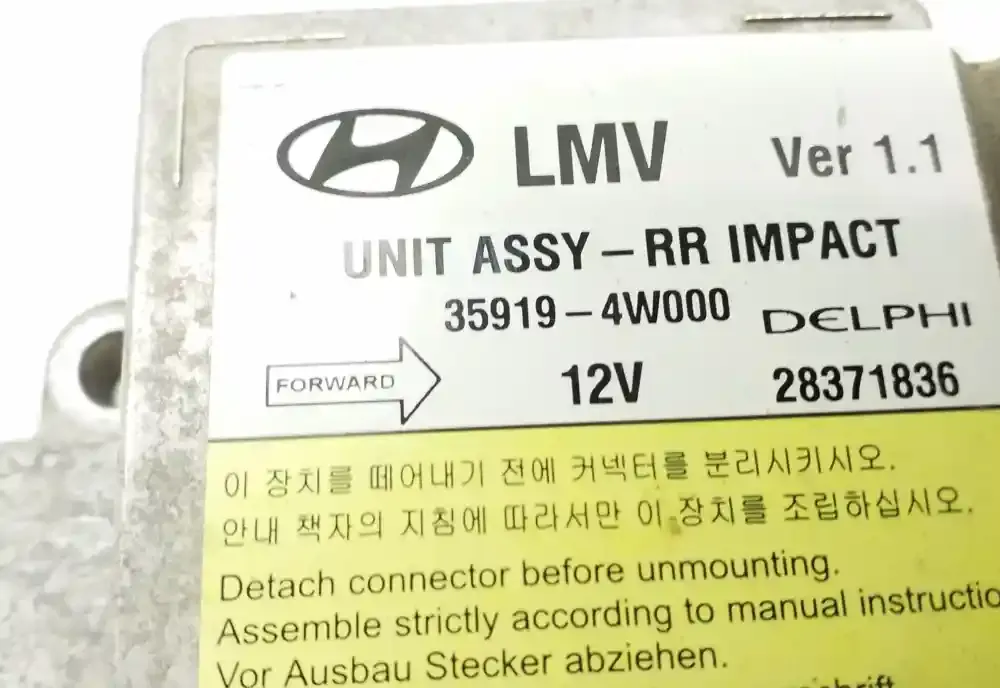 LMV Ver 1.1
UNIT ASSY-RR IMPACT
35919-4W000 DELPHI
FORWARD 12V 28371836
이 장치를 떼어내기 전에 커넥터를 분리시키시오.
안내 책자의 지침에 따라서만 이 장치를 조립하십시오.
Detach connector before unmounting.
Assemble strictly according to manual instructio
Vor Ausbau Stecker abziehen.